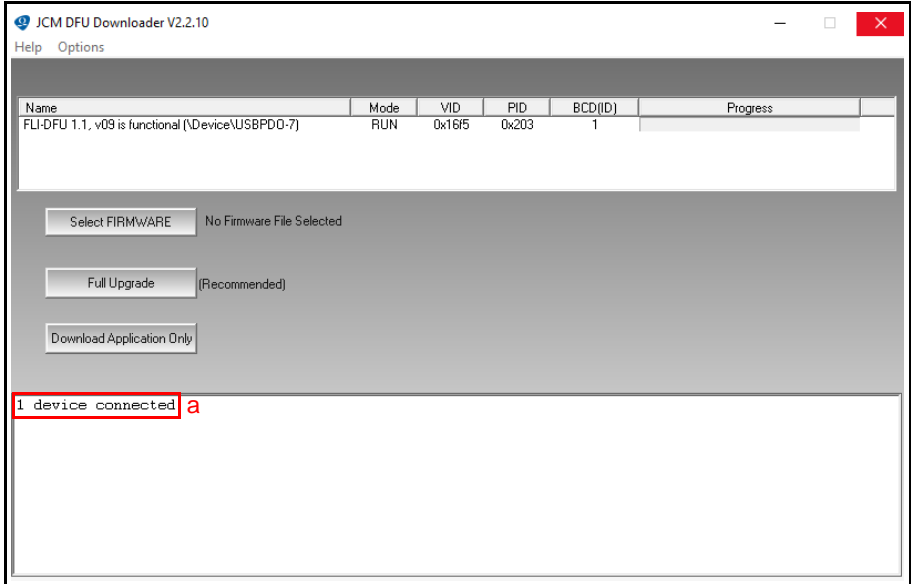 JCM DFU Downloader V2.2.10
Help Options
Name Mode VID PID BCD(ID) Progress
FLI-DFU 1.1, v09 is functional (\Device\USBPDO-7) RUN 0x16f5 0x203 1
Select FIRMWARE No Firmware File Selected
Full Upgrade (Recommended)
Download Application Only
1 device connected a